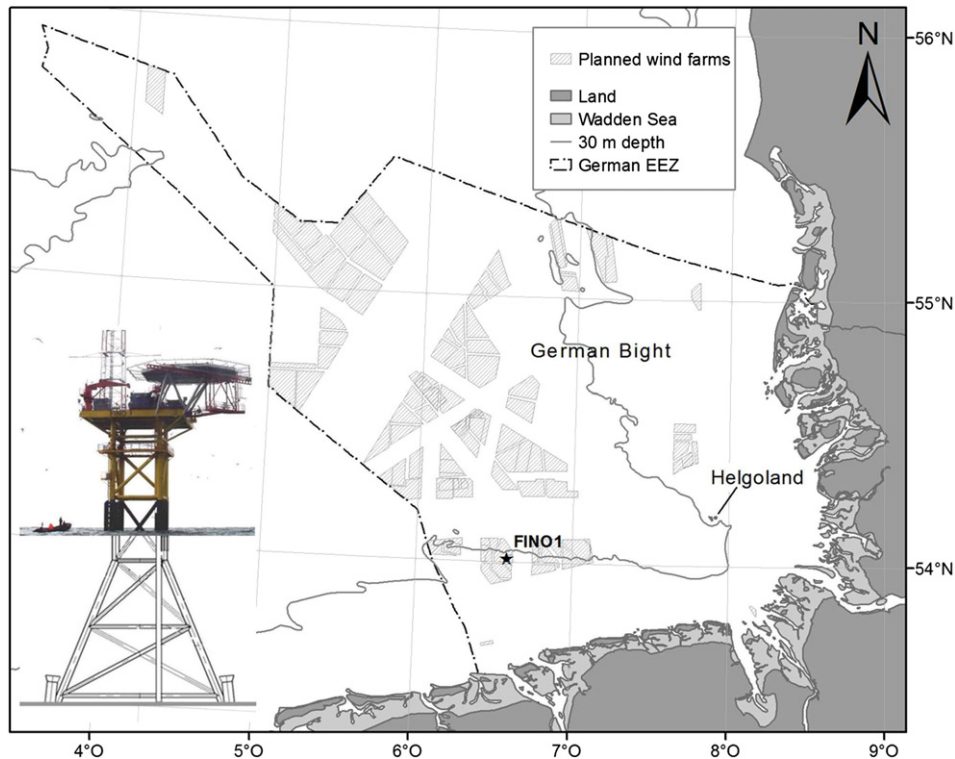 N
Planned wind farms
Land
Wadden Sea
30 m depth
German EEZ
56°N
55°N
54°N
German Bight
Helgoland
FINO1
4°O
5°O
6°O
7°O
8°O
9°O